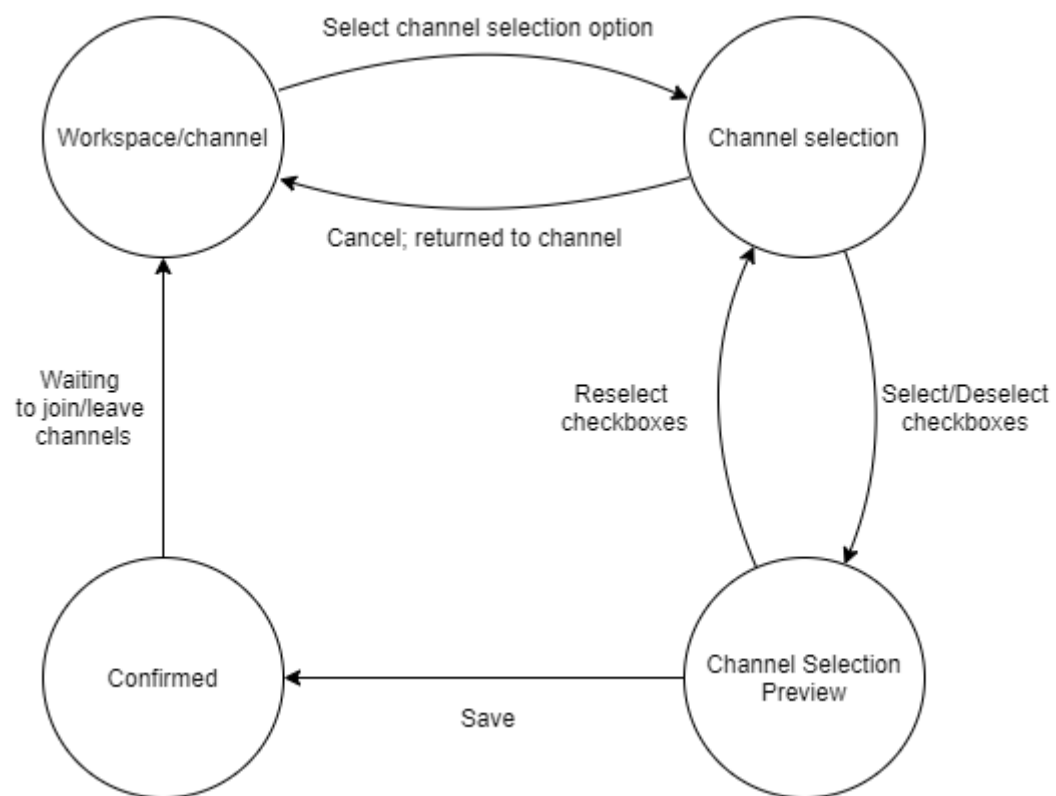 Select channel selection option
Workspace/channel
Channel selection
Cancel; returned to channel
Waiting
to join/leave
channels
Reselect
checkboxes
Select/Deselect
checkboxes
Confirmed
Channel Selection
Preview
Save